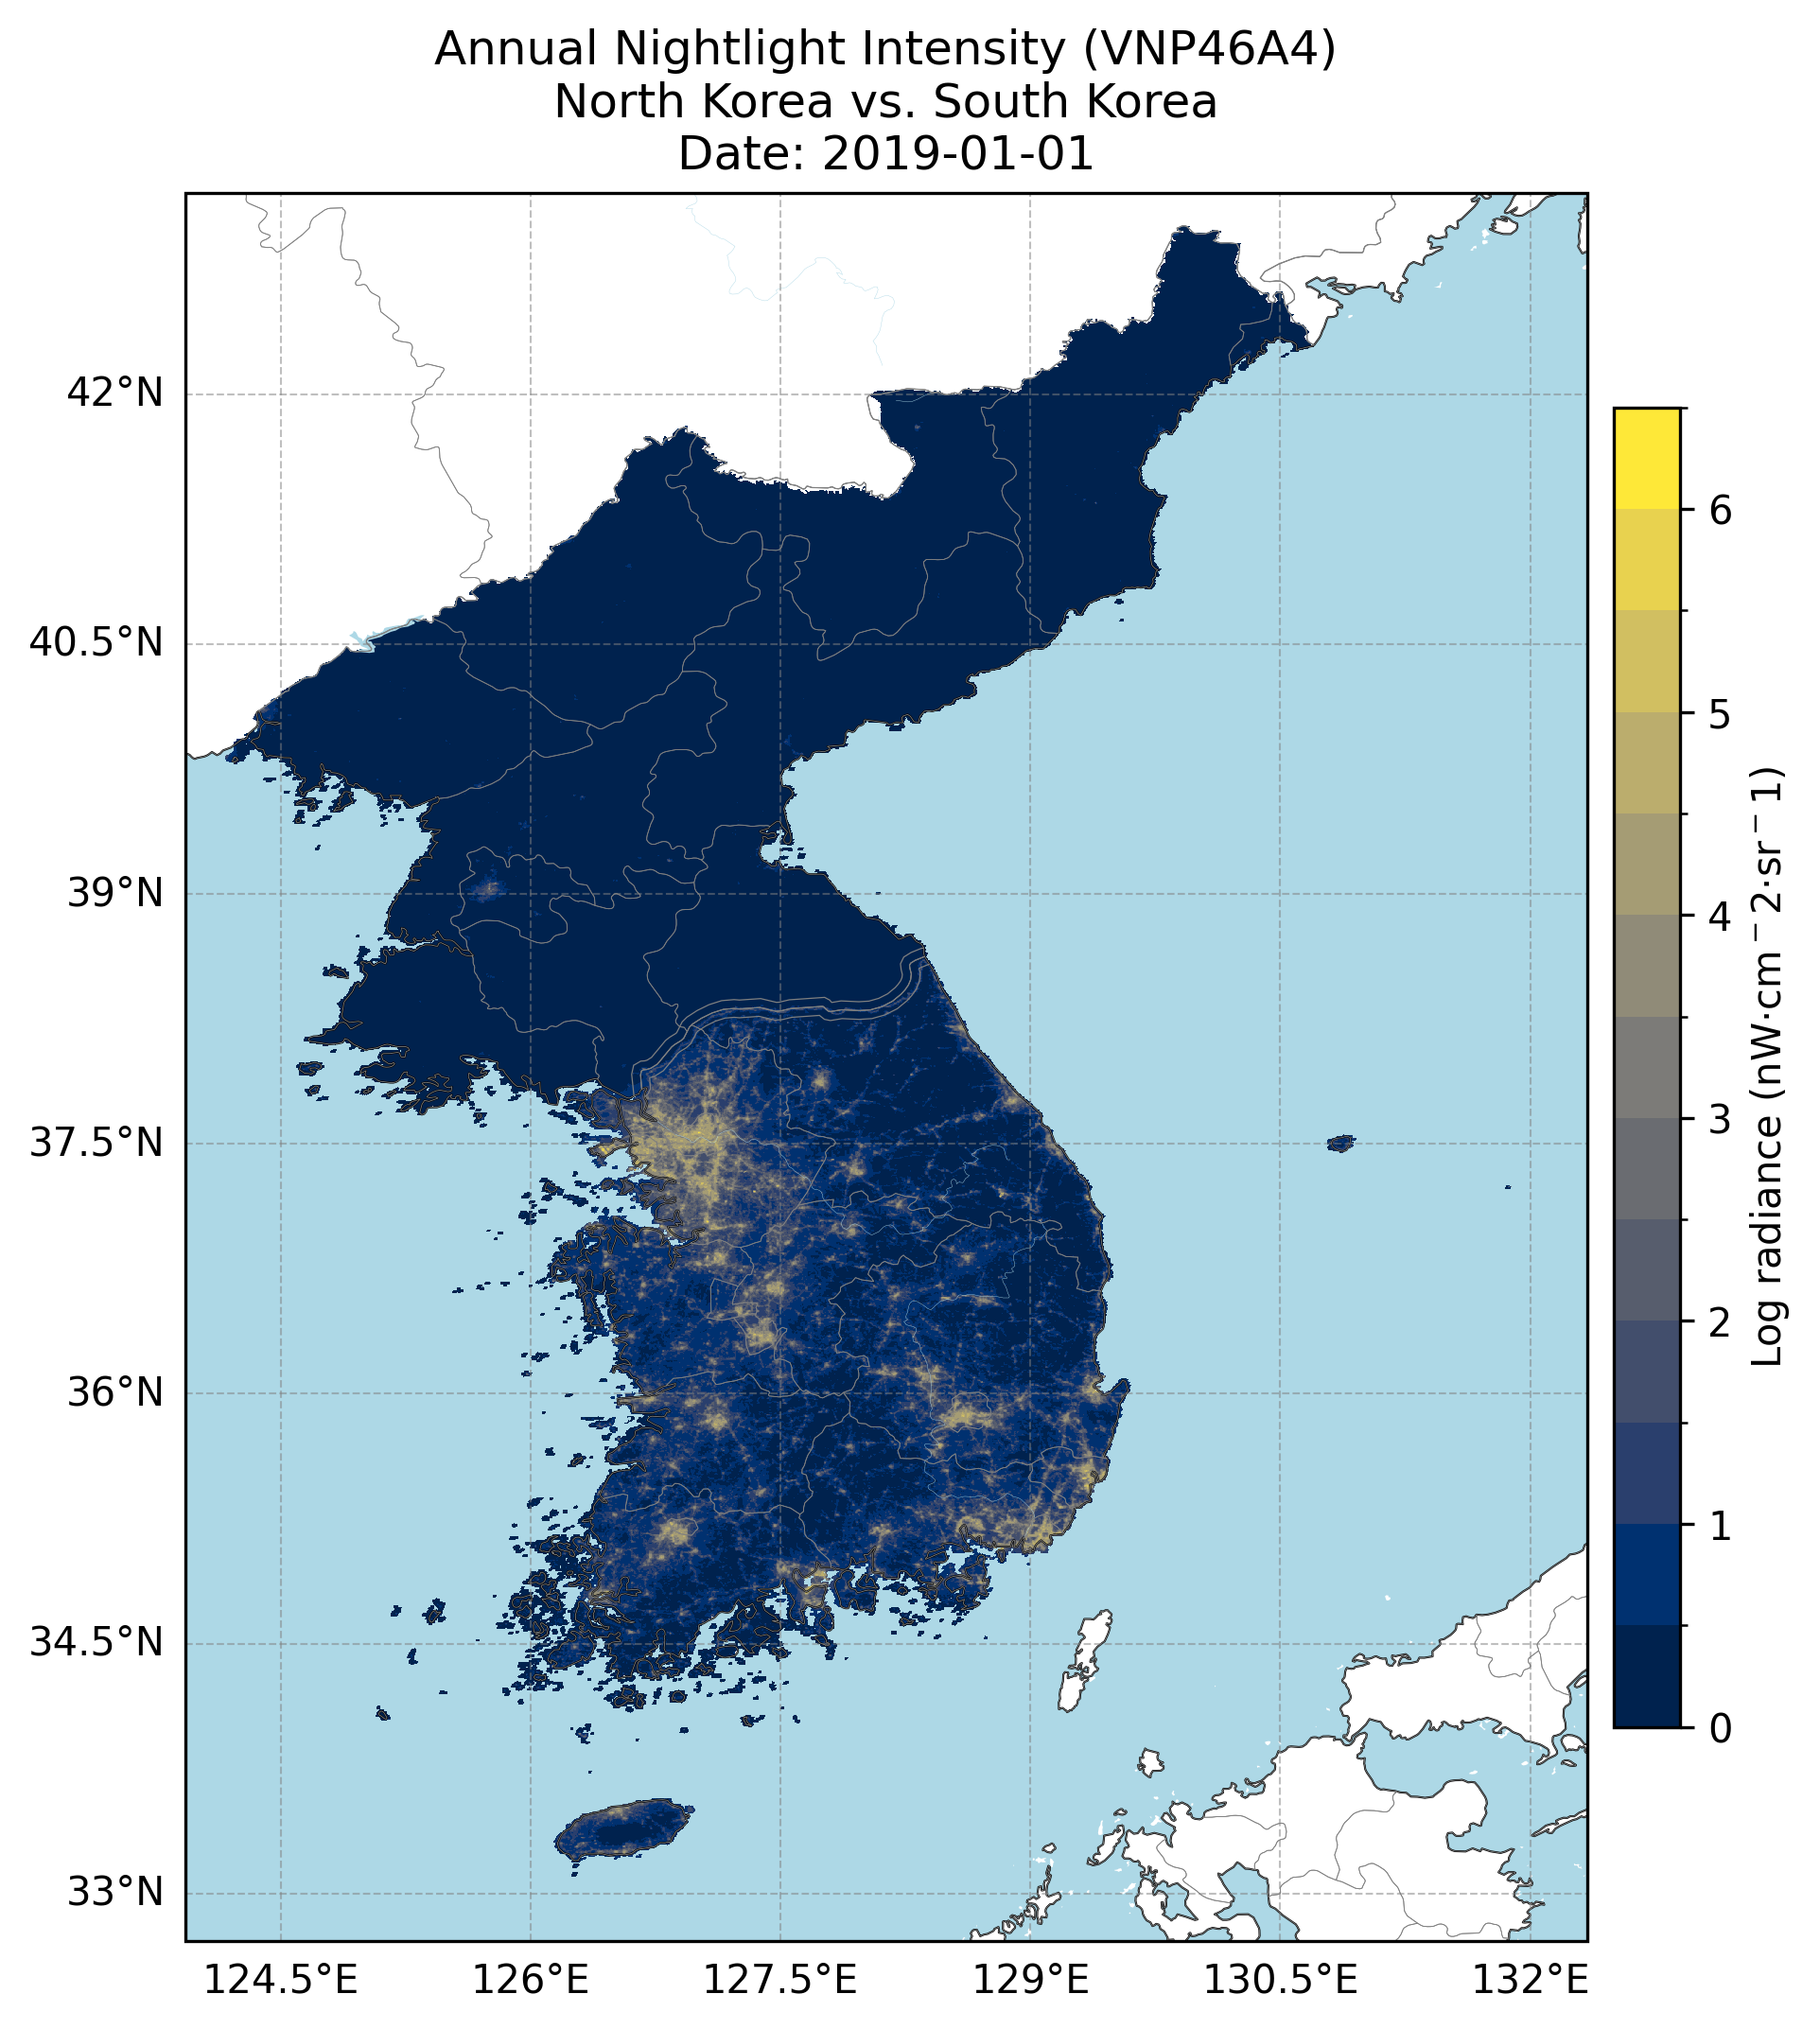 Annual Nightlight Intensity (VNP46A4)
North Korea vs. South Korea
Date: 2019-01-01
42°N
40.5°N
39°N
37.5°N
36°N
34.5°N
33°N
124.5°E
126°E
127.5°E
129°E
130.5°E
132°E
6
5
4
3
2
1
0
Log radiance (nW·cm⁻2·sr⁻1)